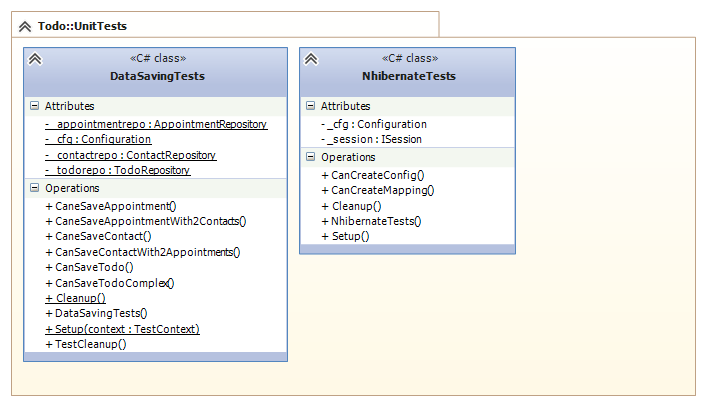 Todo::UnitTests
«C# class»
DataSavingTests
Attributes
- _appointmentrepo : AppointmentRepository
- _cfg : Configuration
- _contactrepo : ContactRepository
- _todorepo : TodoRepository
Operations
+ CaneSaveAppointment()
+ CaneSaveAppointmentWith2Contacts()
+ CaneSaveContact()
+ CanSaveContactWith2Appointments()
+ CanSaveTodo()
+ CanSaveTodoComplex()
+ Cleanup()
+ DataSavingTests()
+ Setup(context : TestContext)
+ TestCleanup()
«C# class»
NhibernateTests
Attributes
- _cfg : Configuration
- _session : ISession
Operations
+ CanCreateConfig()
+ CanCreateMapping()
+ Cleanup()
+ NhibernateTests()
+ Setup()